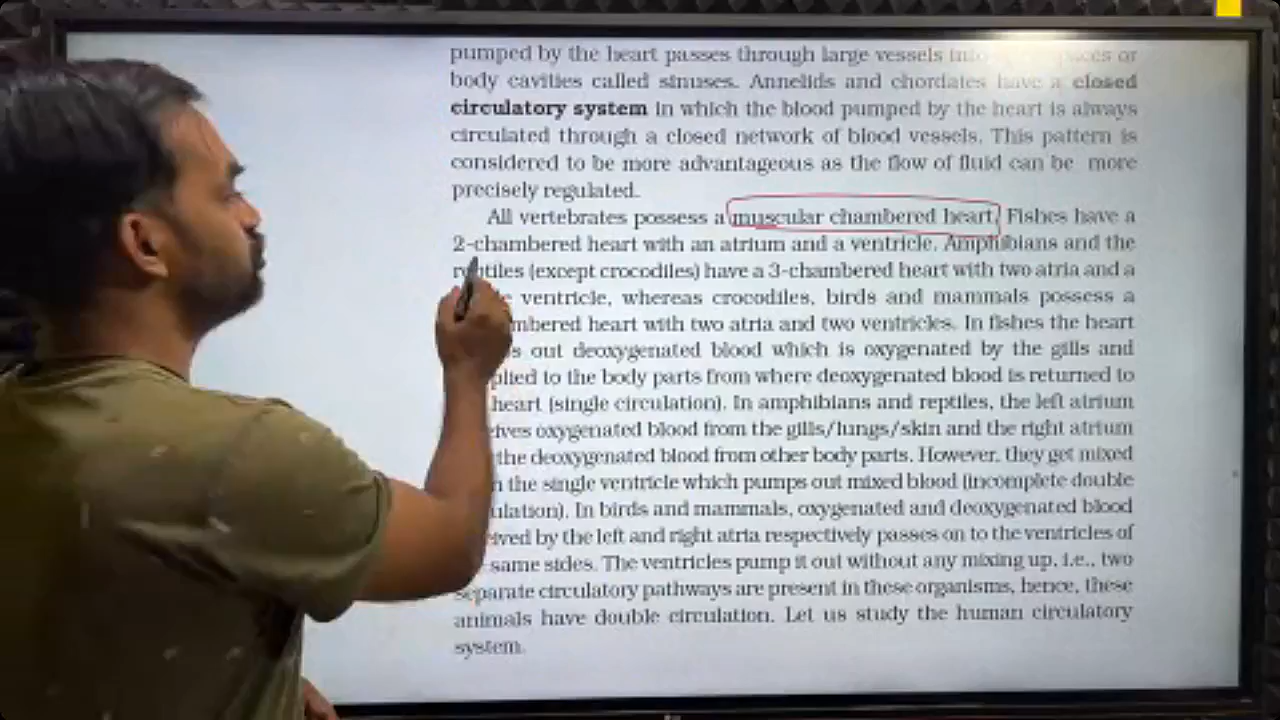 pumped by the heart passes through large vessels into or
body cavities called sinuses. Annelids and chordates have a closed
circulatory system in which the blood pumped by the heart is always
circulated through a closed network of blood vessels. This pattern is
considered to be more advantageous as the flow of fluid can be more
precisely regulated.
All vertebrates possess a muscular chambered heart. Fishes have a
2-chambered heart with an atrium and a ventricle. Amphibians and the
reptiles (except crocodiles) have a 3-chambered heart with two atria and a
ventricle, whereas crocodiles, birds and mammals possess a
mbered heart with two atria and two ventricles. In fishes the heart
s out deoxygenated blood which is oxygenated by the gills and
plied to the body parts from where deoxygenated blood is returned to
heart (single circulation). In amphibians and reptiles, the left atrium
ives oxygenated blood from the gills/lungs/skin and the right atrium
the deoxygenated blood from other body parts. However, they get mixed
n the single ventricle which pumps out mixed blood (incomplete double
ulation). In birds and mammals, oxygenated and deoxygenated blood
ived by the left and right atria respectively passes on to the ventricles of
same sides. The ventricles pump it out without any mixing up, i.e., two
separate circulatory pathways are present in these organisms, hence, these
animals have double circulation. Let us study the human circulatory
system.